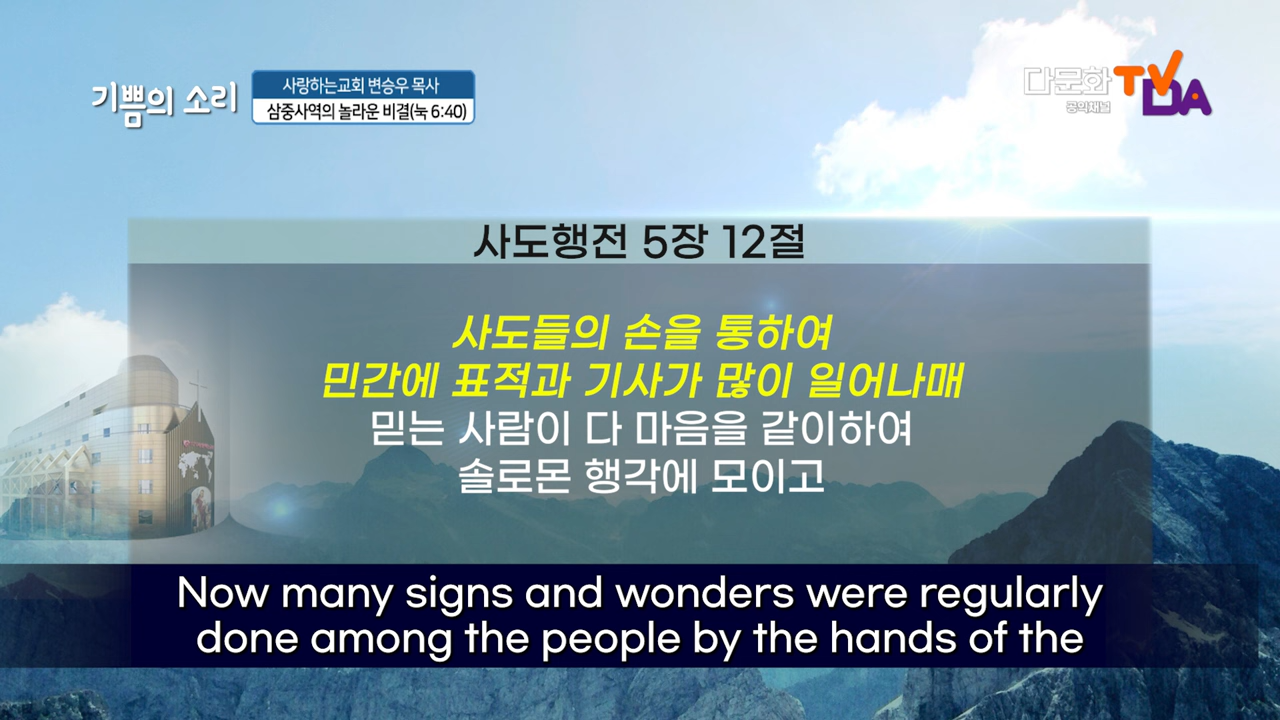 기쁨의 소리
사랑하는교회 변승우 목사
삼중사역의 놀라운 비결(눅 6:40)
다문화 TV DA
공익채널
사도행전 5장 12절
사도들의 손을 통하여
민간에 표적과 기사가 많이 일어나매
믿는 사람이 다 마음을 같이하여
솔로몬 행각에 모이고
Now many signs and wonders were regularly
done among the people by the hands of the